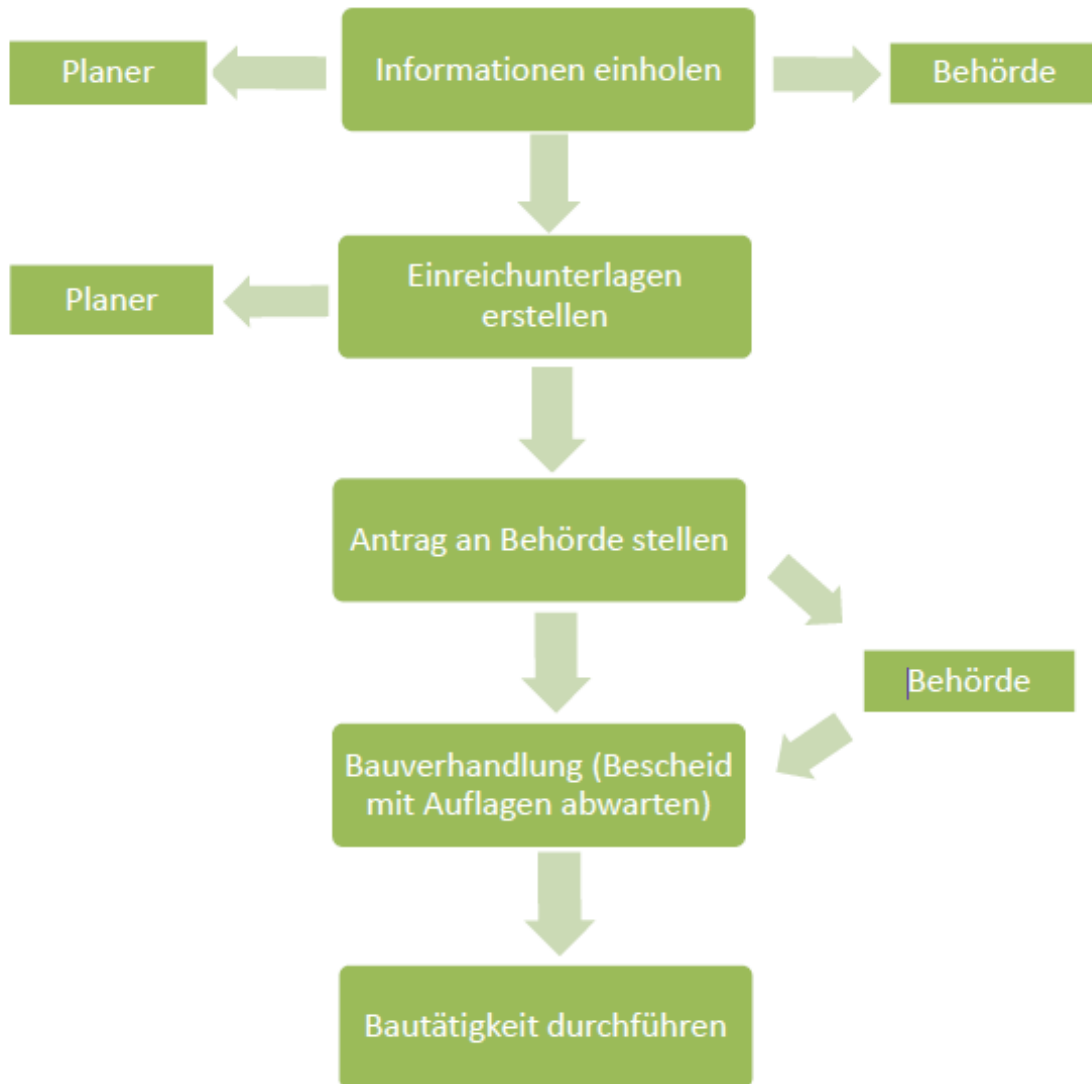 Planer
Informationen einholen
Behörde
Planer
Einreichunterlagen
erstellen
Antrag an Behörde stellen
Behörde
Bauverhandlung (Bescheid
mit Auflagen abwarten)
Bautätigkeit durchführen